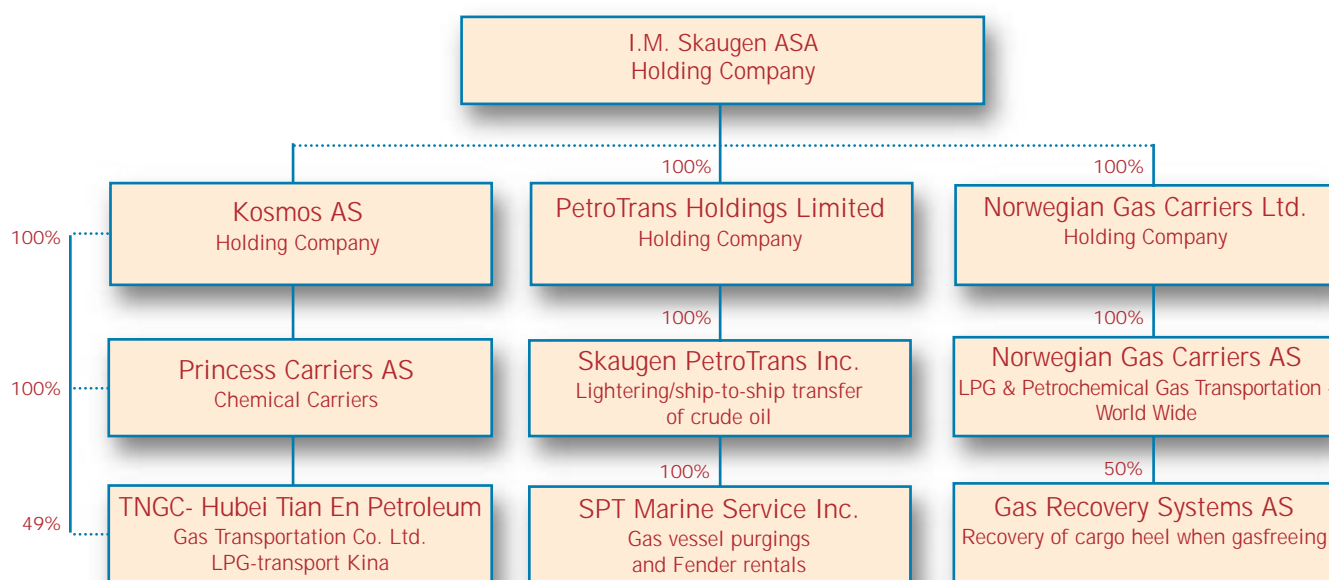 I.M. Skaugen ASA
Holding Company
100%
100%
Kosmos AS
Holding Company
PetroTrans Holdings Limited
Holding Company
Norwegian Gas Carriers Ltd.
Holding Company
100%
100%
100%
Princess Carriers AS
Chemical Carriers
Skaugen PetroTrans Inc.
Lightering/ship-to-ship transfer
of crude oil
Norwegian Gas Carriers AS
LPG & Petrochemical Gas Transportation -
World Wide
100%
100%
50%
TNGC- Hubei Tian En Petroleum
Gas Transportation Co. Ltd.
LPG-transport Kina
SPT Marine Service Inc.
Gas vessel purgings
and Fender rentals
Gas Recovery Systems AS
Recovery of cargo heel when gasfreeing
49%